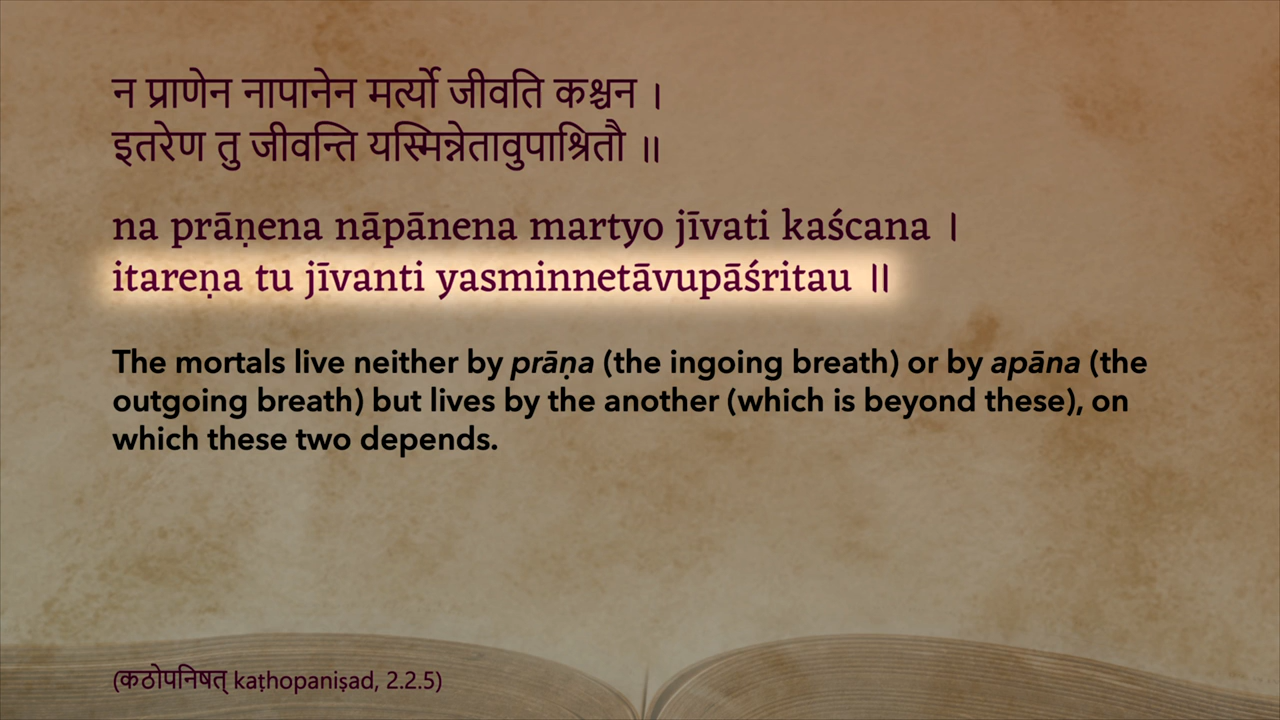 न प्राणेन नापानेन मर्त्यो जीवति कश्चन ।
इतरेण तु जीवन्ति यस्मिन्नेतावुपाश्रितौ ॥
na prāṇena nāpānena martyo jīvati kaścana ।
itareṇa tu jīvanti yasminnetāvupāśritau ॥
The mortals live neither by prāṇa (the ingoing breath) or by apāna (the
outgoing breath) but lives by the another (which is beyond these), on
which these two depends.
(कठोपनिषत् kaṭhopaniṣad, 2.2.5)